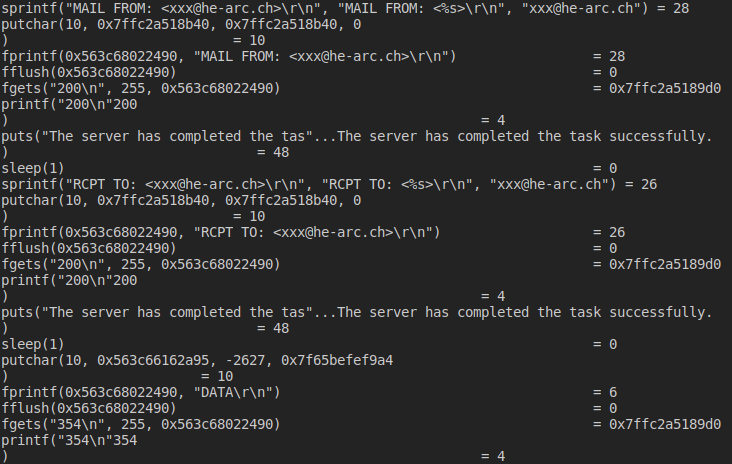 sprintf("MAIL FROM: <xxx@he-arc.ch>\r\n", "MAIL FROM: <%s>\r\n", "xxx@he-arc.ch") = 28
putchar(10, 0x7ffc2a518b40, 0x7ffc2a518b40, 0
) = 10
fprintf(0x563c68022490, "MAIL FROM: <xxx@he-arc.ch>\r\n") = 28
fflush(0x563c68022490) = 0
fgets("200\n", 255, 0x563c68022490) = 0x7ffc2a5189d0
printf("200\n"200
) = 4
puts("The server has completed the tas"...The server has completed the task successfully.
) = 48
sleep(1) = 0
sprintf("RCPT TO: <xxx@he-arc.ch>\r\n", "RCPT TO: <%s>\r\n", "xxx@he-arc.ch") = 26
putchar(10, 0x7ffc2a518b40, 0x7ffc2a518b40, 0
) = 10
fprintf(0x563c68022490, "RCPT TO: <xxx@he-arc.ch>\r\n") = 26
fflush(0x563c68022490) = 0
fgets("200\n", 255, 0x563c68022490) = 0x7ffc2a5189d0
printf("200\n"200
) = 4
puts("The server has completed the tas"...The server has completed the task successfully.
) = 48
sleep(1) = 0
putchar(10, 0x563c66162a95, -2627, 0x7f65befef9a4
) = 10
fprintf(0x563c68022490, "DATA\r\n") = 6
fflush(0x563c68022490) = 0
fgets("354\n", 255, 0x563c68022490) = 0x7ffc2a5189d0
printf("354\n"354
) = 4